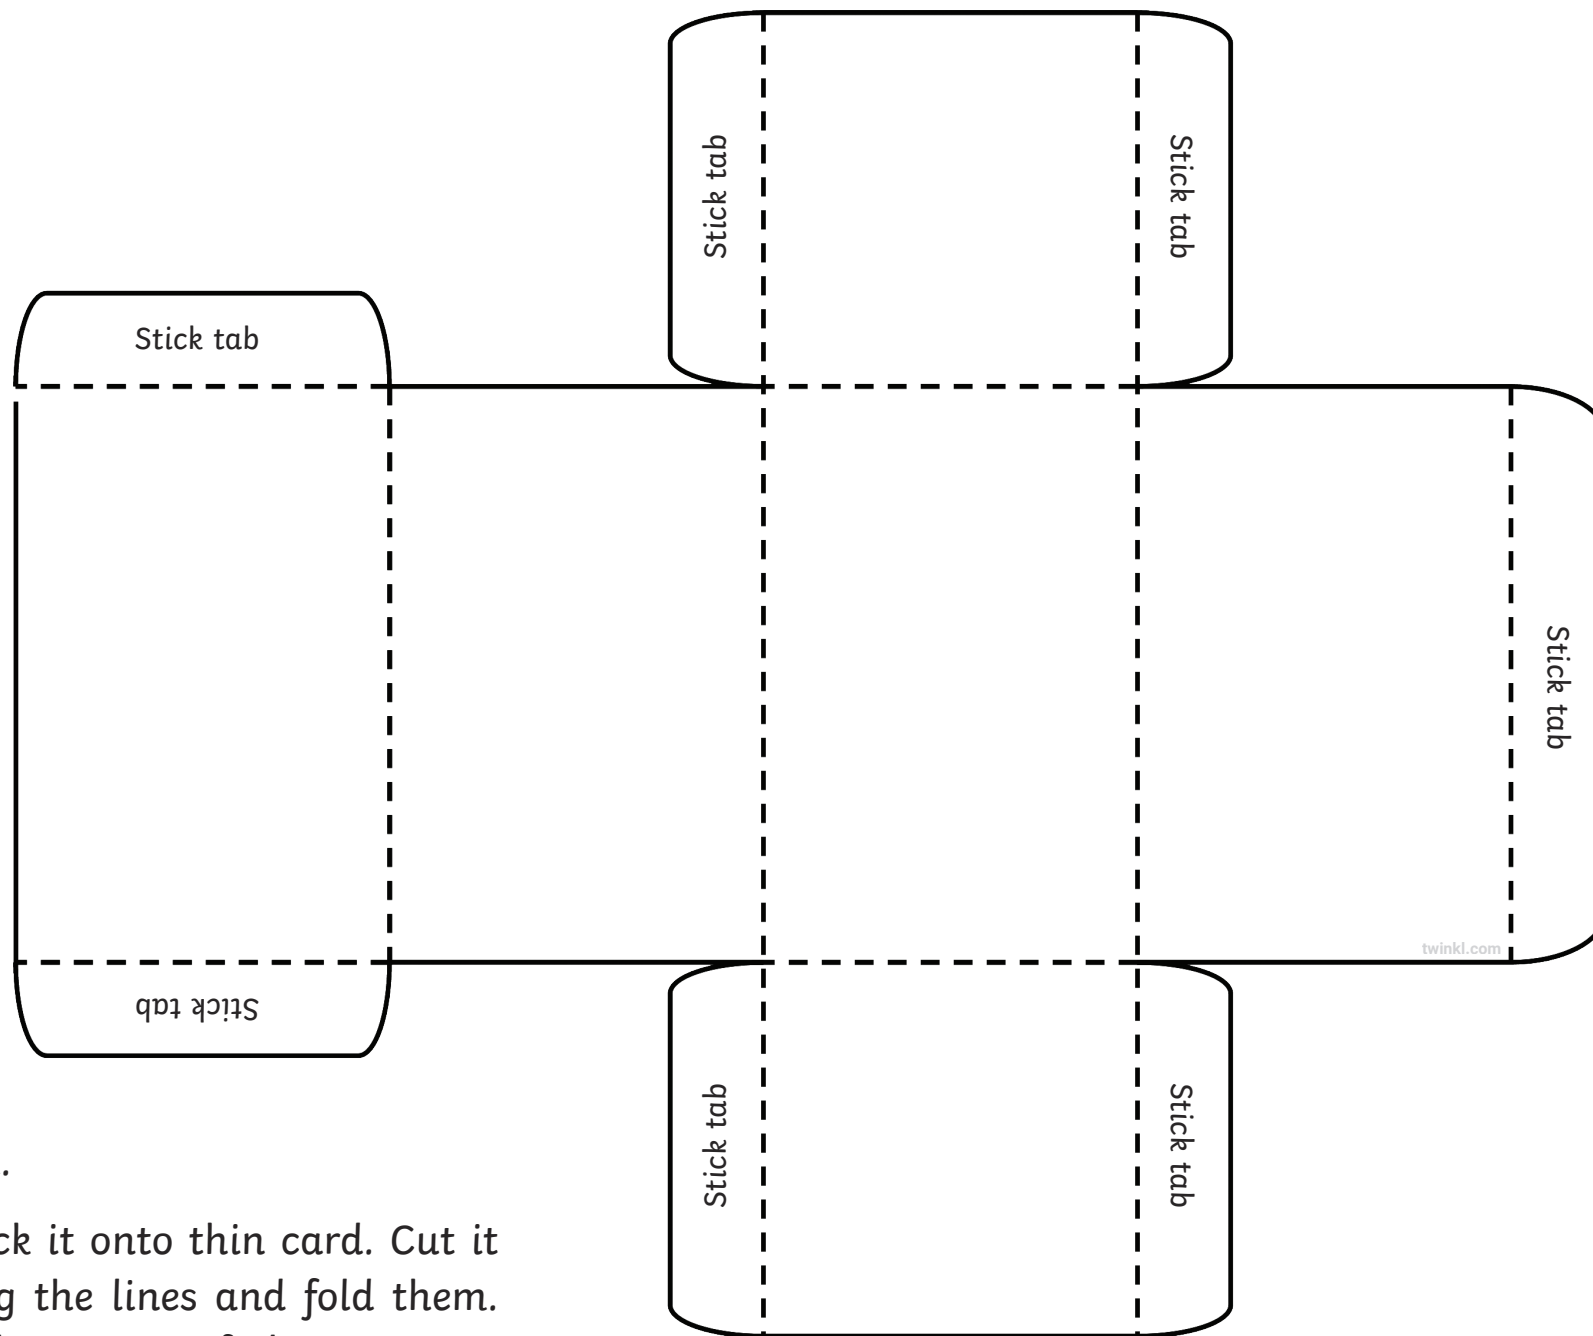 Stick tab
Stick tab
Stick tab
Stick tab
twinkl.com
Stick tab
Stick tab
Stick tab
.
ck it onto thin card. Cut it
g the lines and fold them.